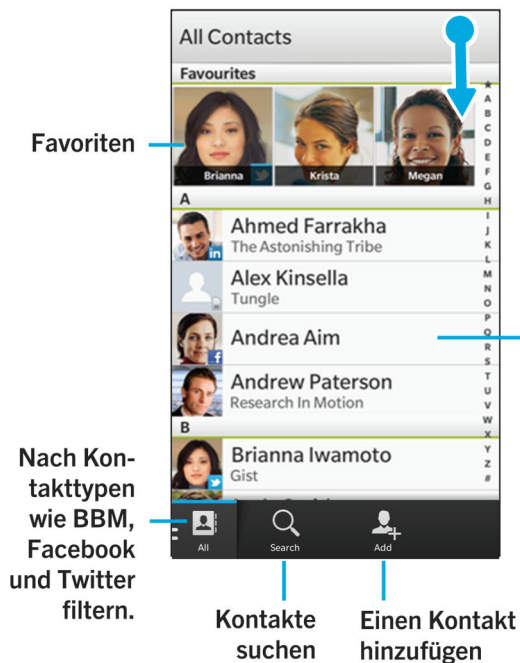 All Contacts
Favourites
Favoriten
Brianna Krista Megan
A
Ahmed Farrakha
The Astonishing Tribe
Alex Kinsella
Tungle
Andrea Aim
Andrew Paterson
Research In Motion
B
Brianna Iwamoto
Gist
A
B
C
D
E
F
G
H
I
J
K
L
M
N
O
P
Q
R
S
T
U
V
W
X
Y
Z
#
Nach Kon-
takttypen
wie BBM,
Facebook
und Twitter
filtern.
All Search Add
Kontakte
suchen
Einen Kontakt
hinzufügen